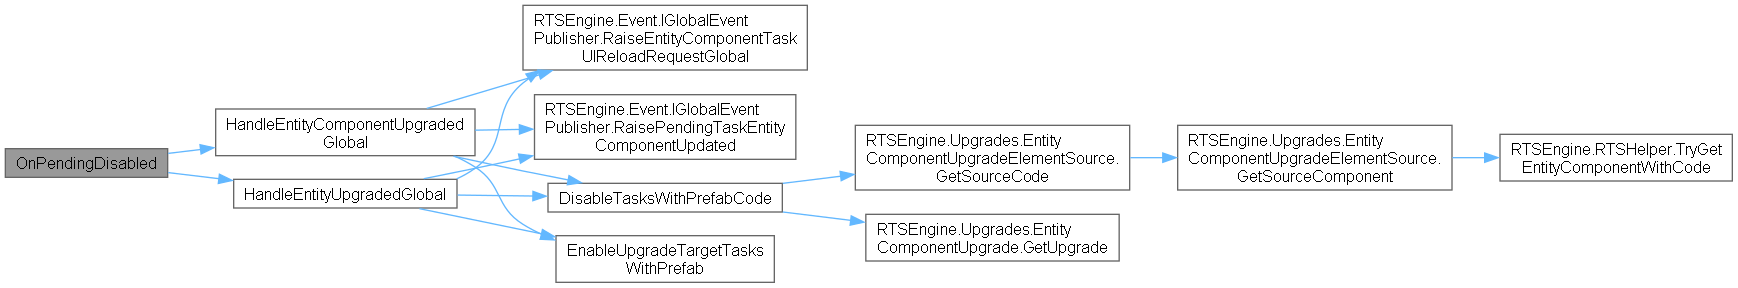 OnPendingDisabled
HandleEntityComponentUpgraded
Global
HandleEntityUpgradedGlobal
RTSEngine.Event.IGlobalEvent
Publisher.RaiseEntityComponentTask
UIReloadRequestGlobal
RTSEngine.Event.IGlobalEvent
Publisher.RaisePendingTaskEntity
ComponentUpdated
DisableTasksWithPrefabCode
EnableUpgradeTargetTasks
WithPrefab
RTSEngine.Upgrades.Entity
ComponentUpgradeElementSource.
GetSourceCode
RTSEngine.Upgrades.Entity
ComponentUpgrade.GetUpgrade
RTSEngine.Upgrades.Entity
ComponentUpgradeElementSource.
GetSourceComponent
RTSEngine.RTSHelper.TryGet
EntityComponentWithCode